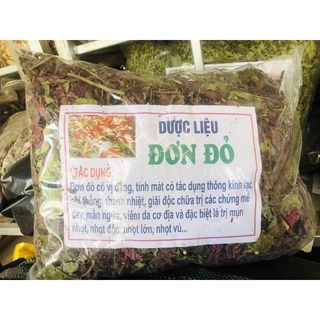 DƯỢC LIỆU
ĐƠN ĐỎ
*TÁC DỤNG:
Đơn đỏ có vị đắng, tính mát có tác dụng thông kinh lạc,
chỉ thống, thanh nhiệt, giải độc chữa trị các chứng mề
đay, mẩn ngứa, viêm da cơ địa và đặc biệt là trị mụn
nhọt, nhọt độc, nhọt lớn, nhọt vú...